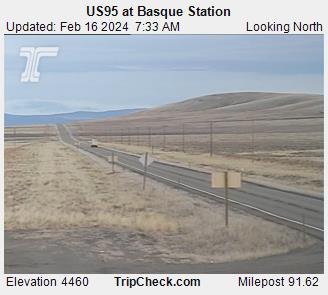 US95 at Basque Station
Updated: Feb 16 2024 7:33 AM Looking North
Elevation 4460 TripCheck.com Milepost 91.62